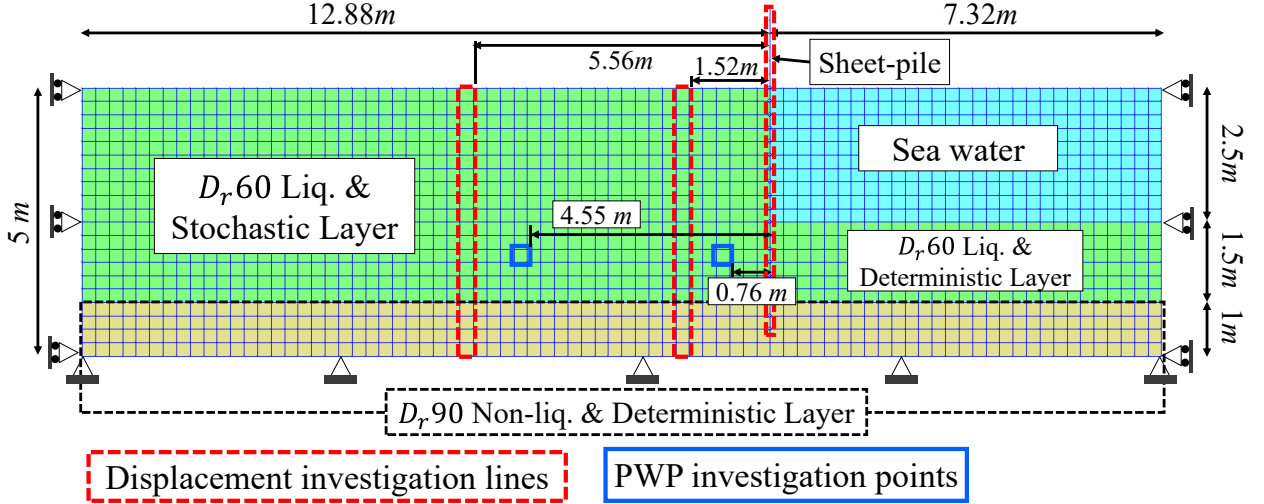 12.88m
7.32m
5.56m
1.52m
Sheet-pile
Sea water
2.5m
D_r60 Liq. &
Stochastic Layer
5 m
4.55 m
D_r60 Liq. &
Deterministic Layer
1.5m
0.76 m
1m
D_r90 Non-liq. & Deterministic Layer
Displacement investigation lines
PWP investigation points